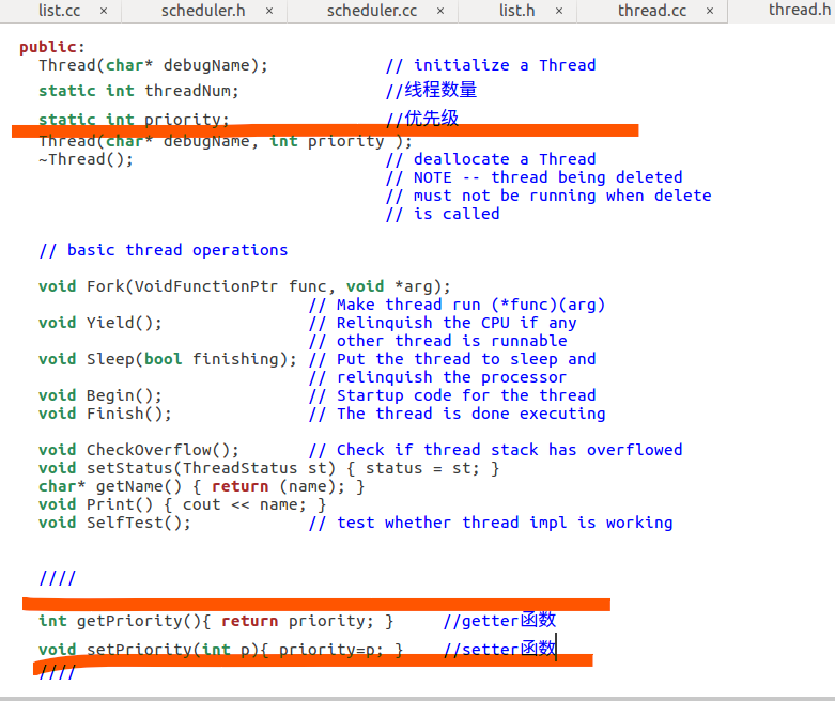 list.cc × scheduler.h × scheduler.cc × list.h × thread.cc × thread.h
public:
Thread(char* debugName); // initialize a Thread
static int threadNum; //线程数量
static int priority; //优先级
Thread(char* debugName, int priority );
~Thread(); // deallocate a Thread
// NOTE -- thread being deleted
// must not be running when delete
// is called
// basic thread operations
void Fork(VoidFunctionPtr func, void *arg);
// Make thread run (*func)(arg)
void Yield(); // Relinquish the CPU if any
// other thread is runnable
void Sleep(bool finishing); // Put the thread to sleep and
// relinquish the processor
void Begin(); // Startup code for the thread
void Finish(); // The thread is done executing
void CheckOverflow(); // Check if thread stack has overflowed
void setStatus(ThreadStatus st) { status = st; }
char* getName() { return (name); }
void Print() { cout << name; }
void SelfTest(); // test whether thread impl is working
////
int getPriority(){ return priority; } //getter函数
void setPriority(int p){ priority=p; } //setter函数
////